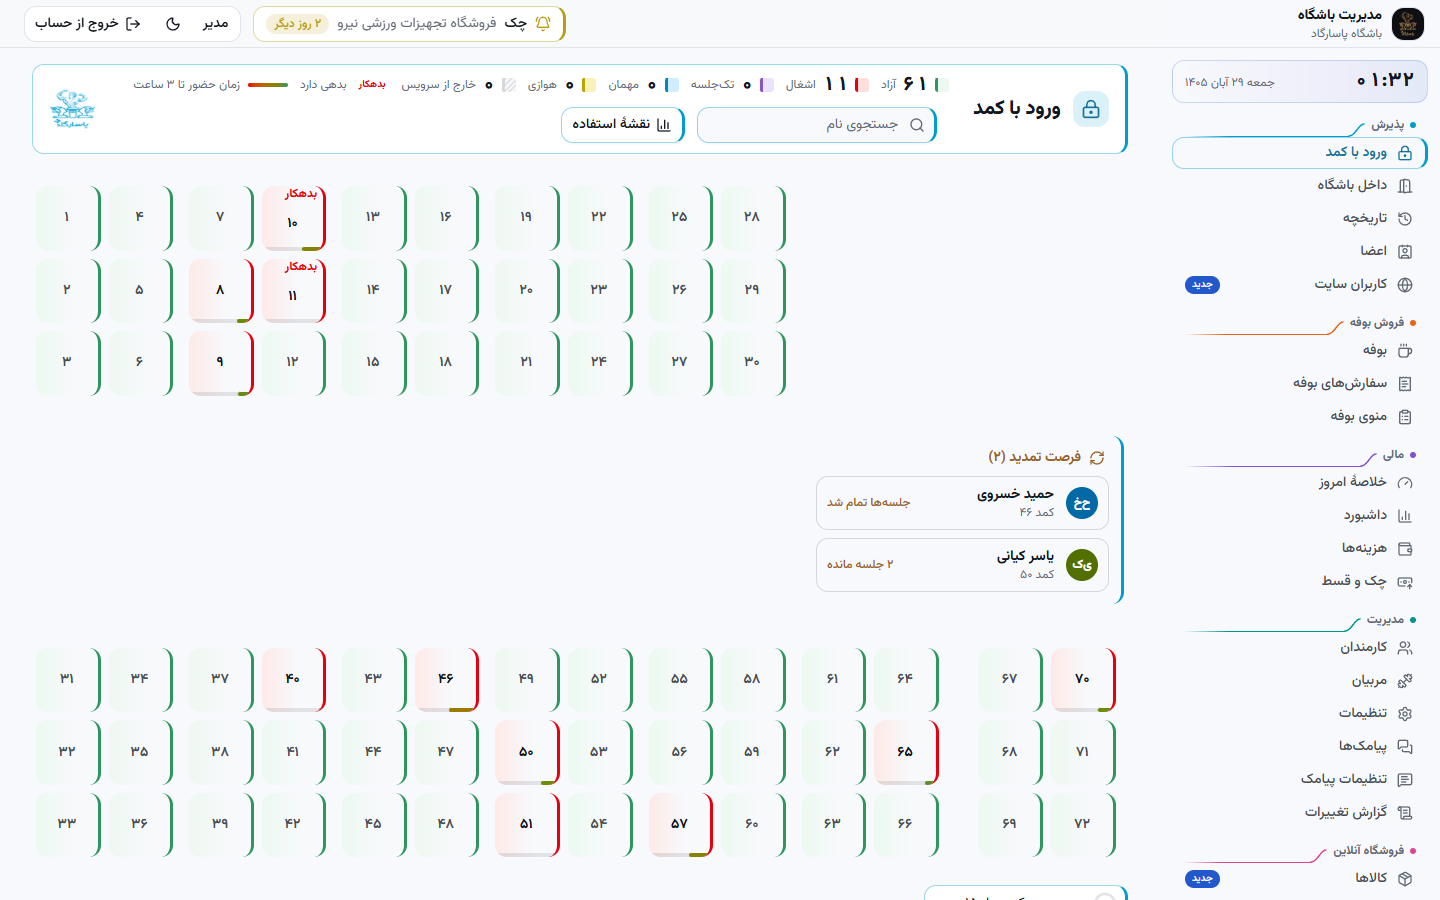 مدیریت باشگاه
باشگاه پاسارگاد
چک فروشگاه تجهیزات ورزشی نیرو ۲ روز دیگر
مدیر
خروج از حساب
۰۱:۳۲
جمعه ۲۹ آبان ۱۴۰۵
پذیرش
ورود با کمد
داخل باشگاه
تاریخچه
اعضا
کاربران سایت جدید
فروش بوفه
بوفه
سفارش‌های بوفه
منوی بوفه
مالی
خلاصهٔ امروز
داشبورد
هزینه‌ها
چک و قسط
مدیریت
کارمندان
مربیان
تنظیمات
پیامک‌ها
تنظیمات پیامک
گزارش تغییرات
فروشگاه آنلاین
کالاها جدید
ورود با کمد
۶۱ آزاد ۱۱ اشغال ۰ تک‌جلسه ۰ مهمان ۰ هوازی ۰ خارج از سرویس بدهکار بدهی دارد زمان حضور تا ۳ ساعت
جستجوی نام
نقشهٔ استفاده
پاسارگاد
۲۸ ۲۵ ۲۲ ۱۹ ۱۶ ۱۳ بدهکار ۱۰ ۷ ۴ ۱
۲۹ ۲۶ ۲۳ ۲۰ ۱۷ ۱۴ بدهکار ۱۱ ۸ ۵ ۲
۳۰ ۲۷ ۲۴ ۲۱ ۱۸ ۱۵ ۱۲ ۹ ۶ ۳
فرصت تمدید (۲)
حخ
حمید خسروی
کمد ۴۶
جلسه‌ها تمام شد
یک
یاسر کیانی
کمد ۵۰
۲ جلسه مانده
۷۰ ۶۷ ۶۴ ۶۱ ۵۸ ۵۵ ۵۲ ۴۹ ۴۶ ۴۳ ۴۰ ۳۷ ۳۴ ۳۱
۷۱ ۶۸ ۶۵ ۶۲ ۵۹ ۵۶ ۵۳ ۵۰ ۴۷ ۴۴ ۴۱ ۳۸ ۳۵ ۳۲
۷۲ ۶۹ ۶۶ ۶۳ ۶۰ ۵۷ ۵۴ ۵۱ ۴۸ ۴۵ ۴۲ ۳۹ ۳۶ ۳۳